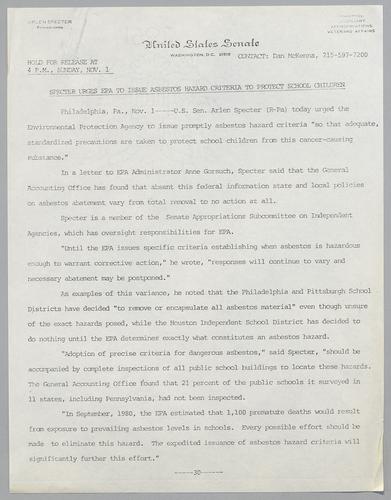 ARLEN SPECTER
PENNSYLVANIA
JUDICIARY
APPROPRIATIONS
VETERANS AFFAIRS
United States Senate
WASHINGTON, D.C. 20510
HOLD FOR RELEASE AT
4 P.M., SUNDAY, NOV. 1
CONTACT: Dan McKenna, 215-597-7200
SPECTER URGES EPA TO ISSUE ASBESTOS HAZARD CRITERIA TO PROTECT SCHOOL CHILDREN
Philadelphia, Pa., Nov. 1-----U.S. Sen. Arlen Specter (R-Pa) today urged the
Environmental Protection Agency to issue promptly asbestos hazard criteria "so that adequate,
standardized precautions are taken to protect school children from this cancer-causing
substance."
In a letter to EPA Administrator Anne Gorsuch, Specter said that the General
Accounting Office has found that absent this federal information state and local policies
on asbestos abatement vary from total removal to no action at all.
Specter is a member of the Senate Appropriations Subcommittee on Independent
Agencies, which has oversight responsibilities for EPA.
"Until the EPA issues specific criteria establishing when asbestos is hazardous
enough to warrant corrective action," he wrote, "responses will continue to vary and
necessary abatement may be postponed."
As examples of this variance, he noted that the Philadelphia and Pittsburgh School
Districts have decided "to remove or encapsulate all asbestos material" even though unsure
of the exact hazards posed, while the Houston Independent School District has decided to
do nothing until the EPA determines exactly what constitutes an asbestos hazard.
"Adoption of precise criteria for dangerous asbestos," said Specter, "should be
accompanied by complete inspections of all public school buildings to locate these hazards.
The General Accounting Office found that 21 percent of the public schools it surveyed in
11 states, including Pennsylvania, had not been inspected.
"In September, 1980, the EPA estimated that 1,100 premature deaths would result
from exposure to prevailing asbestos levels in schools. Every possible effort should be
made to eliminate this hazard. The expedited issuance of asbestos hazard criteria will
significantly further this effort."
-----30-----